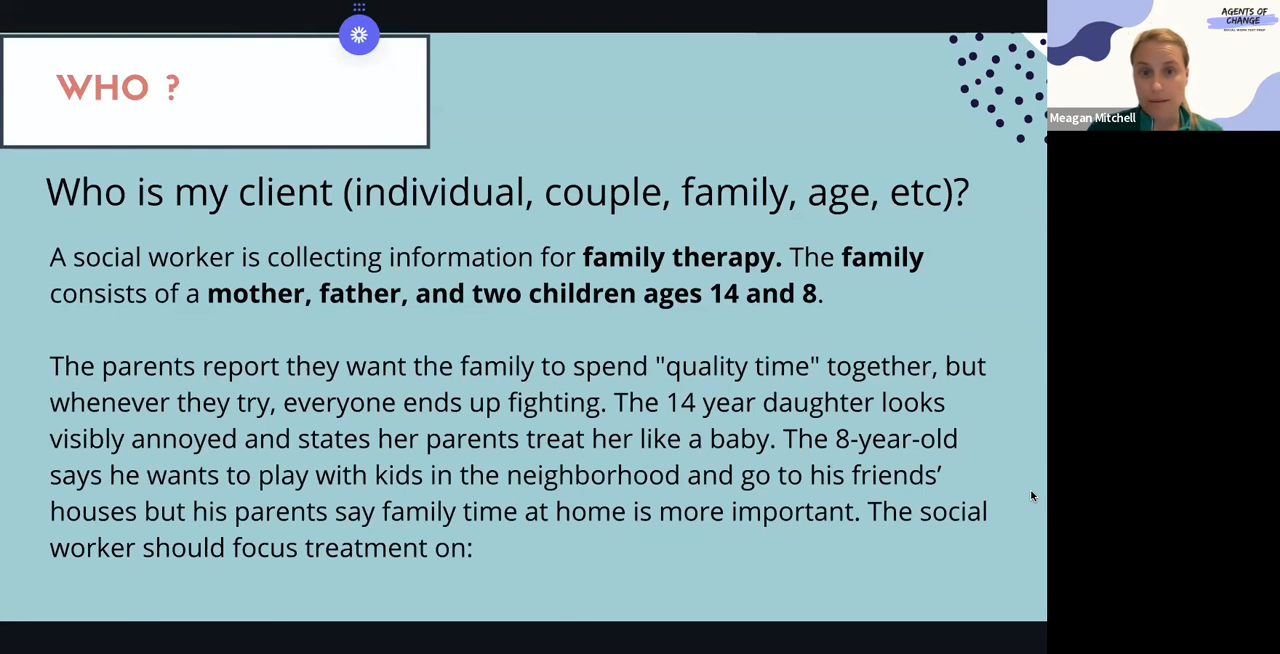 WHO ?
AGENTS OF
CHANGE
SOCIAL WORK TEST PREP
Meagan Mitchell
Who is my client (individual, couple, family, age, etc)?
A social worker is collecting information for family therapy. The family
consists of a mother, father, and two children ages 14 and 8.
The parents report they want the family to spend "quality time" together, but
whenever they try, everyone ends up fighting. The 14 year daughter looks
visibly annoyed and states her parents treat her like a baby. The 8-year-old
says he wants to play with kids in the neighborhood and go to his friends’
houses but his parents say family time at home is more important. The social
worker should focus treatment on: